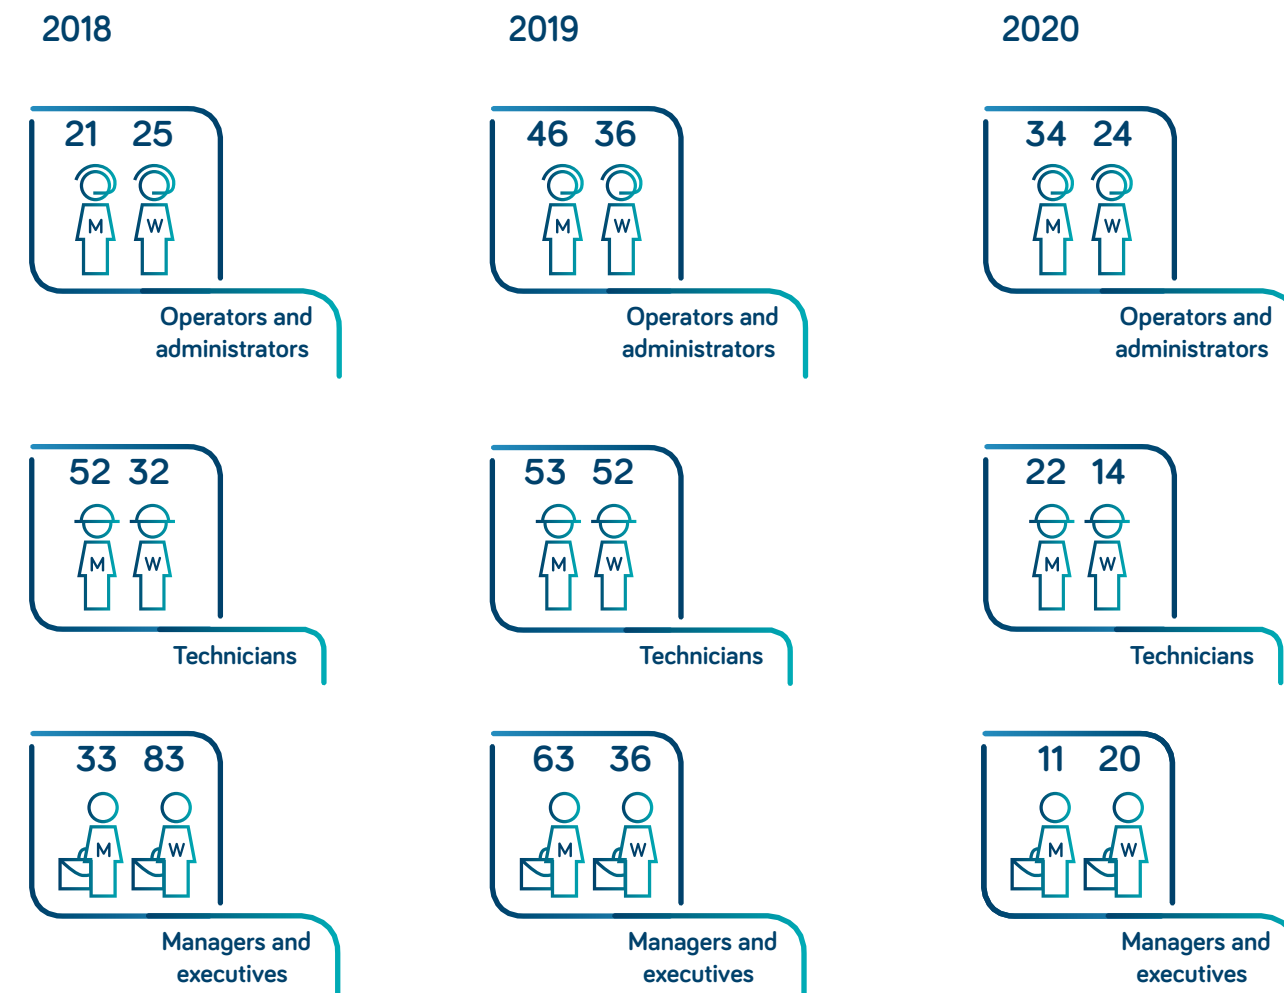 2018 2019 2020
21 25 46 36 34 24
M W M W M W
Operators and Operators and Operators and
administrators administrators administrators
52 32 53 52 22 14
M W M W M W
Technicians Technicians Technicians
33 83 63 36 11 20
M W M W M W
Managers and Managers and Managers and
executives executives executives